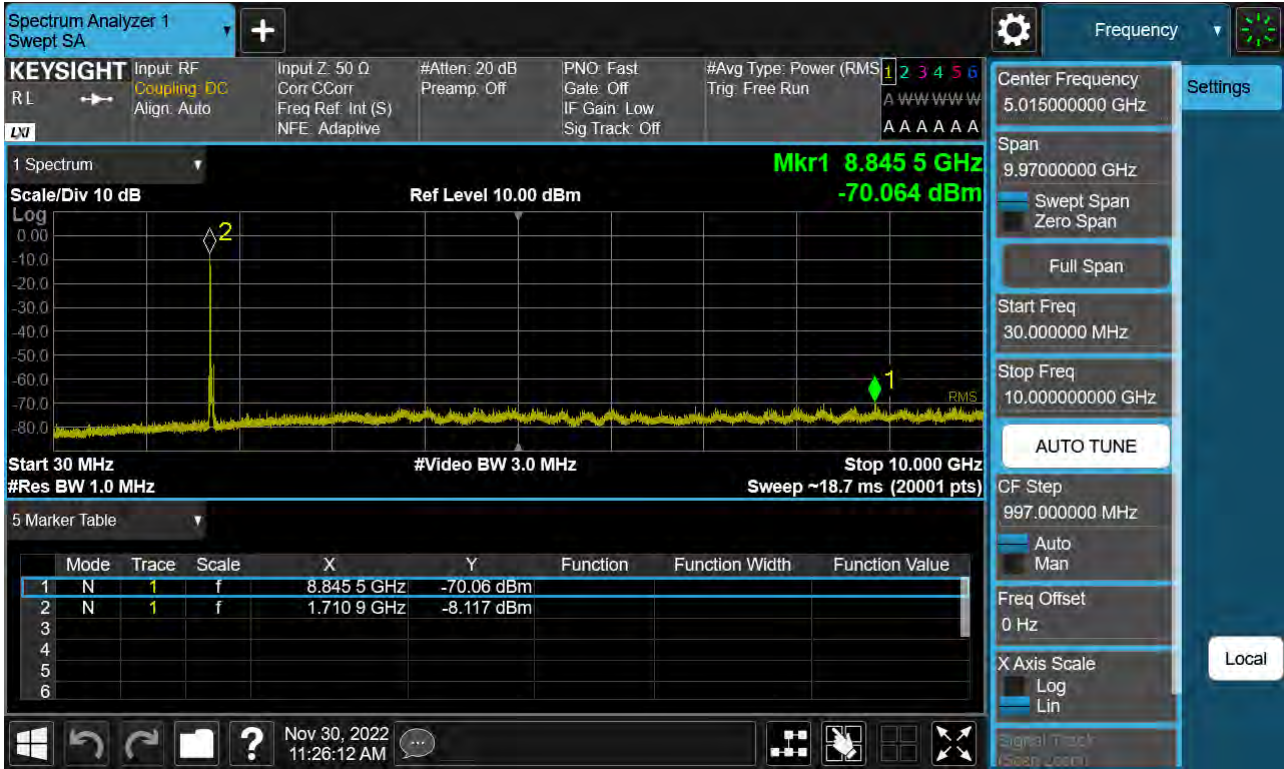 Spectrum Analyzer 1
Swept SA
+
Frequency
KEYSIGHT
RL
LXI
Input: RF
Coupling: DC
Align: Auto
Input Z: 50 Ω
Corr CCorr
Freq Ref: Int (S)
NFE: Adaptive
#Atten: 20 dB
Preamp: Off
PNO: Fast
Gate: Off
IF Gain: Low
Sig Track: Off
#Avg Type: Power (RMS
Trig: Free Run
1 2 3 4 5 6
A W W W W W
A A A A A A
1 Spectrum
Mkr1 8.845 5 GHz
-70.064 dBm
Scale/Div 10 dB
Ref Level 10.00 dBm
Log
0.00
-10.0
-20.0
-30.0
-40.0
-50.0
-60.0
-70.0
-80.0
2
1
RMS
Start 30 MHz
#Video BW 3.0 MHz
Stop 10.000 GHz
#Res BW 1.0 MHz
Sweep ~18.7 ms (20001 pts)
5 Marker Table
Mode Trace Scale X Y Function Function Width Function Value
1 N 1 f 8.845 5 GHz -70.06 dBm
2 N 1 f 1.710 9 GHz -8.117 dBm
3
4
5
6
Nov 30, 2022
11:26:12 AM
?
Center Frequency
5.015000000 GHz
Span
9.97000000 GHz
Swept Span
Zero Span
Full Span
Start Freq
30.000000 MHz
Stop Freq
10.000000000 GHz
AUTO TUNE
CF Step
997.000000 MHz
Auto
Man
Freq Offset
0 Hz
X Axis Scale
Log
Lin
Signal Track
(Span Zoom)
Settings
Local